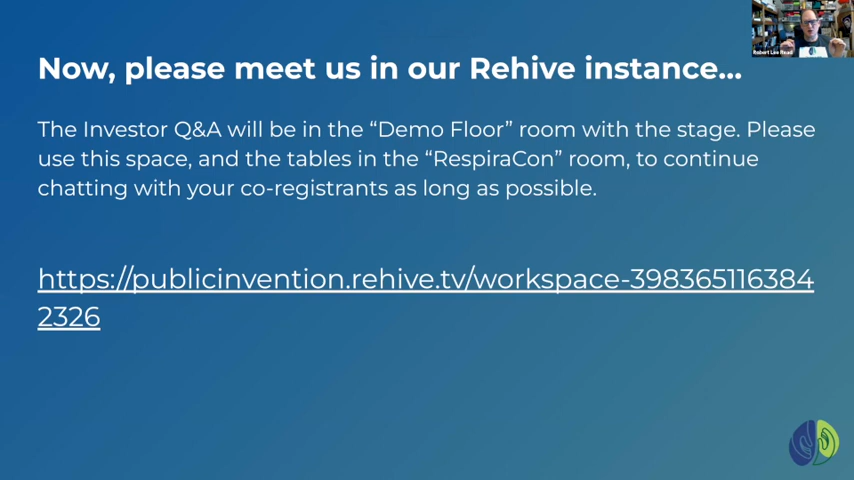 Robert Lee Read
Now, please meet us in our Rehive instance...
The Investor Q&A will be in the “Demo Floor” room with the stage. Please
use this space, and the tables in the “RespiraCon” room, to continue
chatting with your co-registrants as long as possible.
https://publicinvention.rehive.tv/workspace-398365116384
2326